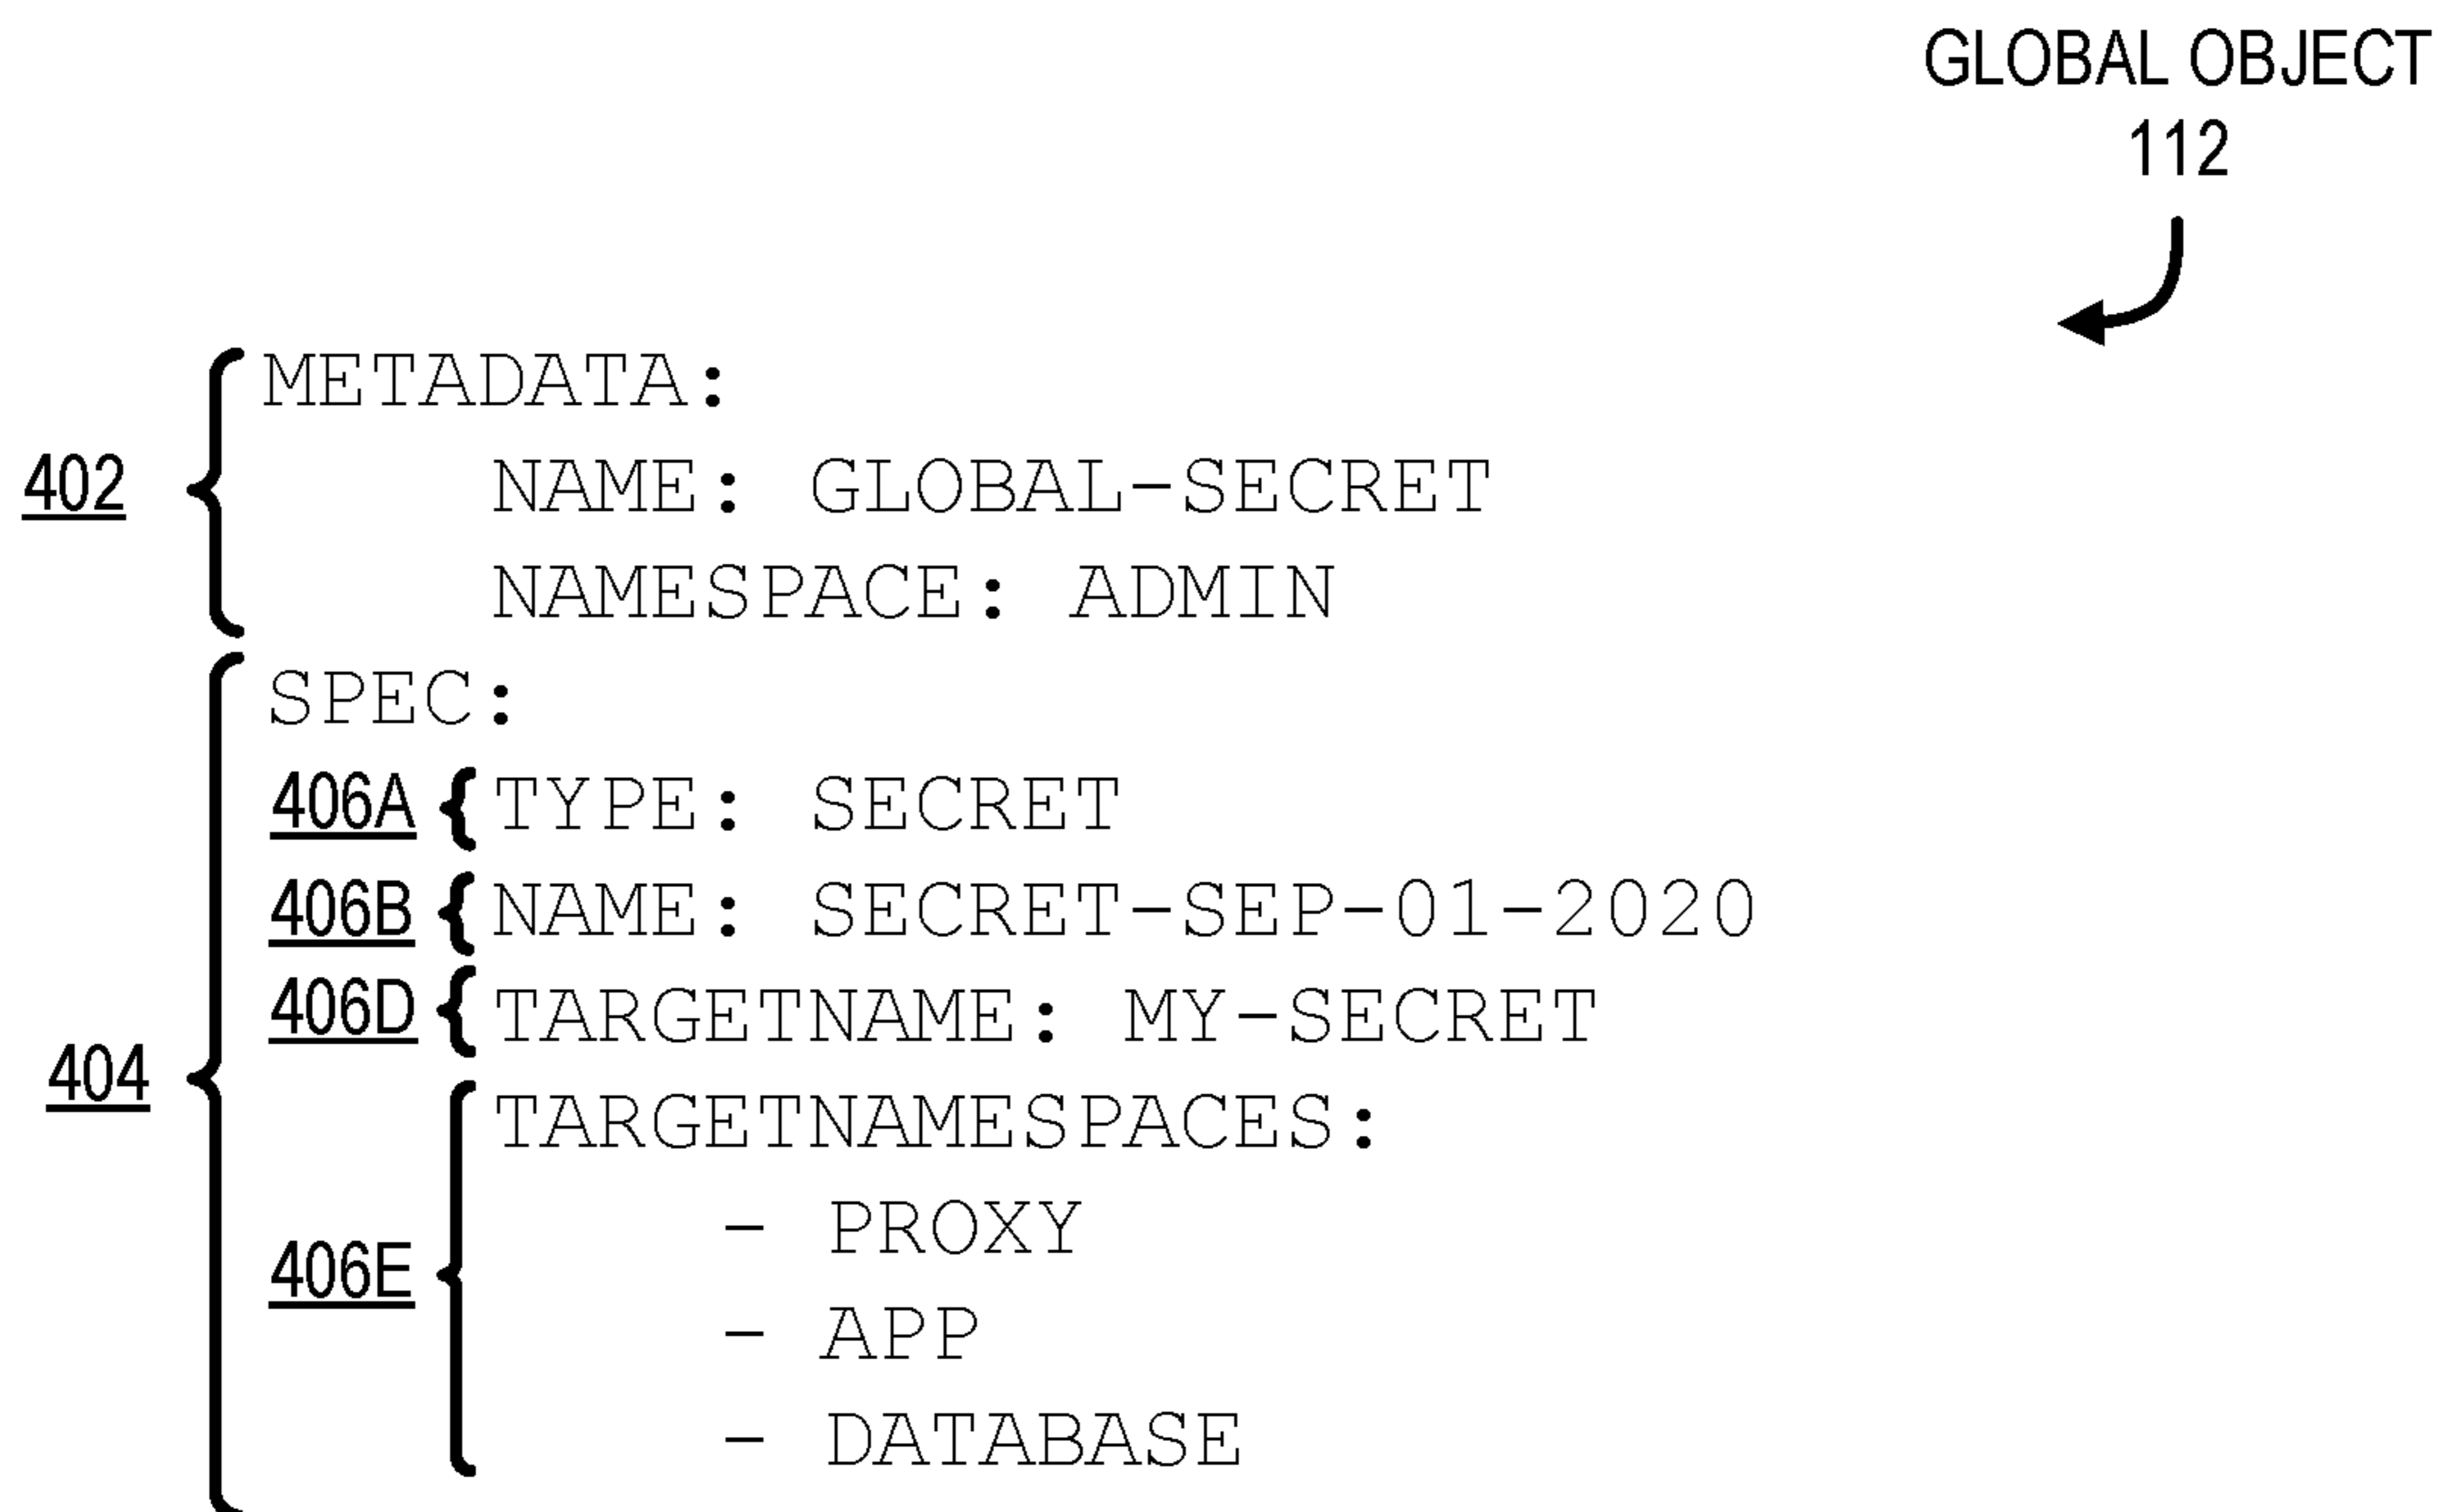 GLOBAL OBJECT
112
METADATA:
402
NAME: GLOBAL-SECRET
NAMESPACE: ADMIN
SPEC:
406A TYPE: SECRET
406B NAME: SECRET-SEP-01-2020
406D TARGETNAME: MY-SECRET
404
TARGETNAMESPACES:
- PROXY
406E
- APP
- DATABASE